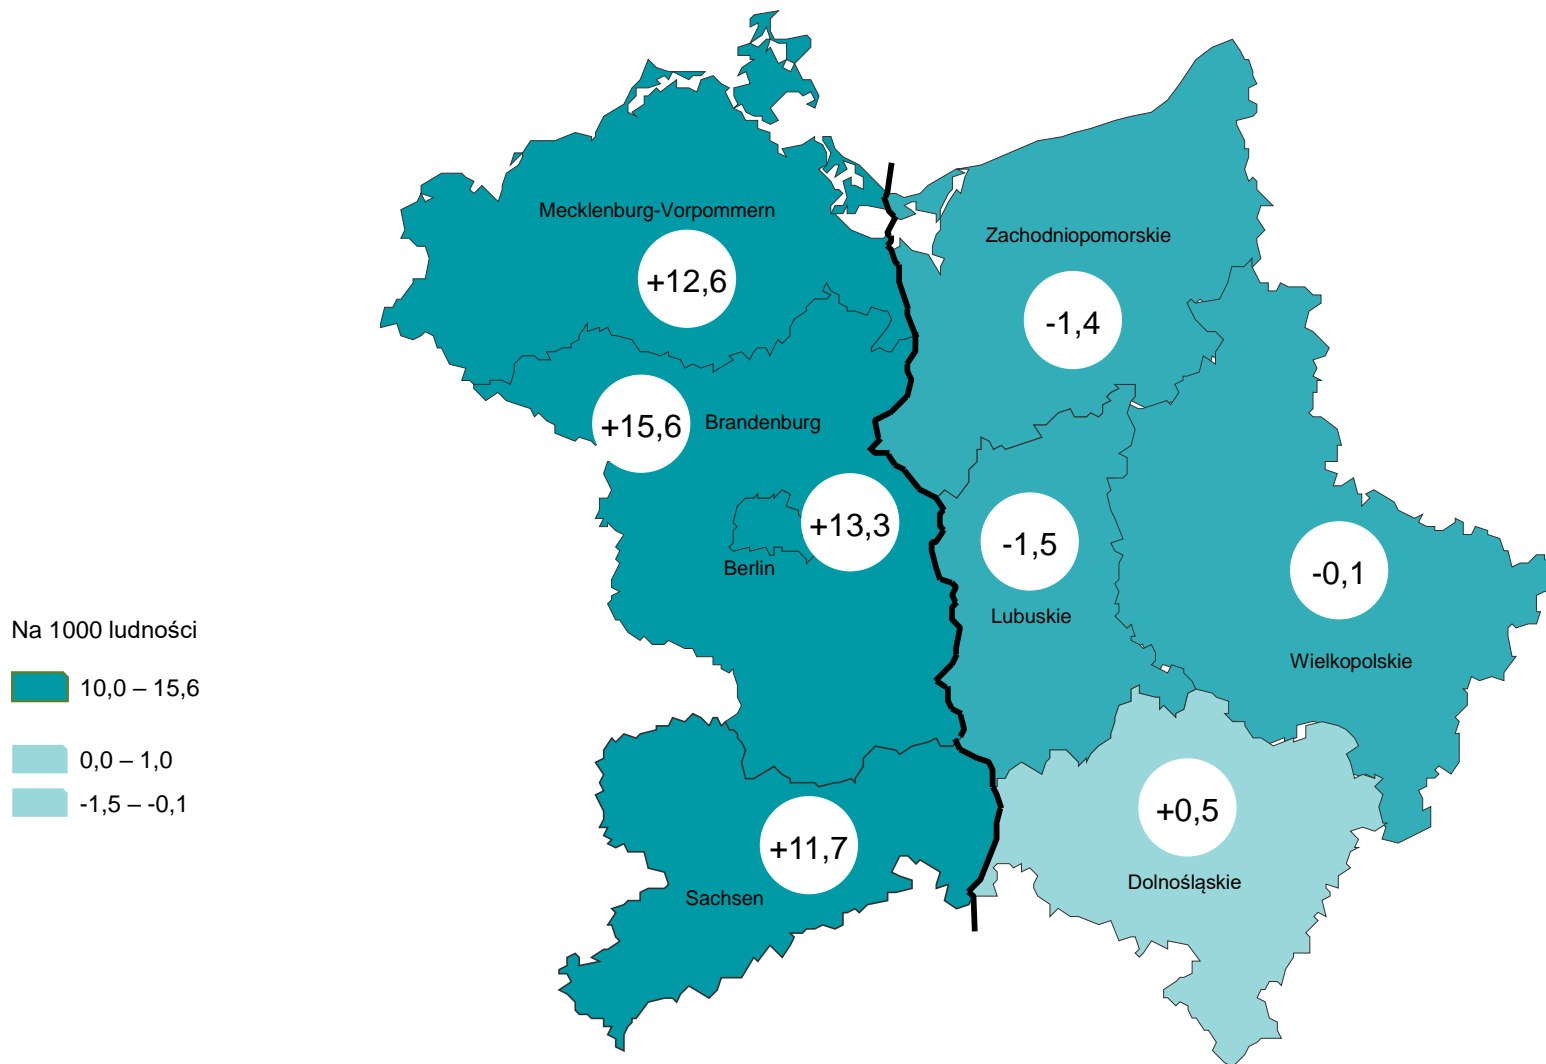 Mecklenburg-Vorpommern
+12,6
Zachodniopomorskie
-1,4
+15,6
Brandenburg
+13,3
Berlin
-1,5
Lubuskie
-0,1
Wielkopolskie
Na 1000 ludności
10,0 – 15,6
0,0 – 1,0
-1,5 – -0,1
+11,7
Sachsen
+0,5
Dolnośląskie